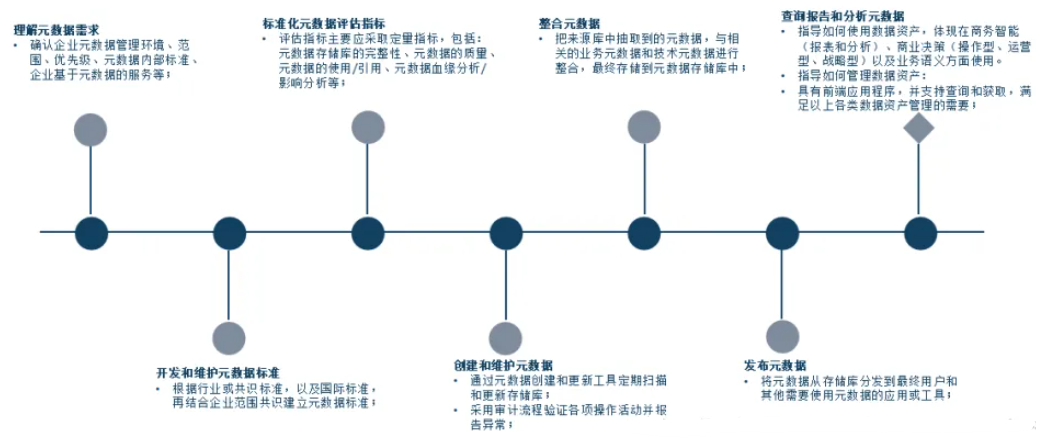 理解元数据需求
• 确认企业元数据管理环境、范
围、优先级、元数据内部标准、
企业基于元数据的服务等;
标准化元数据评估指标
• 评估指标主要应采取定量指标,包括:
元数据存储库的完整性、元数据的质量、
元数据的使用/引用、元数据血缘分析/
影响分析等;
整合元数据
• 把来源库中抽取到的元数据,与相
关的业务元数据和技术元数据进行
整合,最终存储到元数据存储库中;
查询报告和分析元数据
• 指导如何使用数据资产,体现在商务智能
(报表和分析)、商业决策(操作型、运营
型、战略型)以及业务语义方面使用。
• 指导如何管理数据资产:
• 具有前端应用程序,并支持查询和获取,满
足以上各类数据资产管理的需要;
开发和维护元数据标准
• 根据行业或共识标准,以及国际标准,
再结合企业范围共识建立元数据标准;
创建和维护元数据
• 通过元数据创建和更新工具定期扫描
和更新存储库;
• 采用审计流程验证各项操作活动并报
告异常;
发布元数据
• 将元数据从存储库分发到最终用户和
其他需要使用元数据的应用或工具;